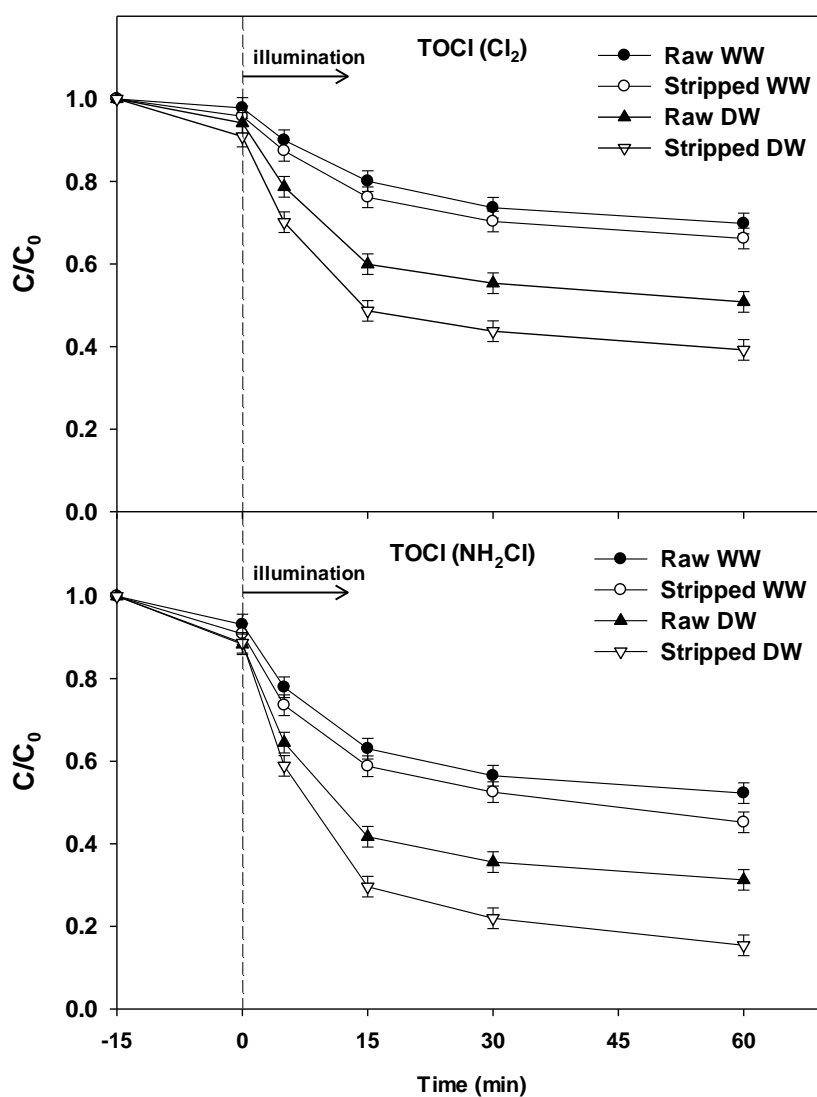 illumination
TOCl (Cl₂)
Raw WW
Stripped WW
Raw DW
Stripped DW
1.0
0.8
0.6
0.4
0.2
0.0
C/C₀
illumination
TOCl (NH₂Cl)
Raw WW
Stripped WW
Raw DW
Stripped DW
1.0
0.8
0.6
0.4
0.2
0.0
C/C₀
-15 0 15 30 45 60
Time (min)